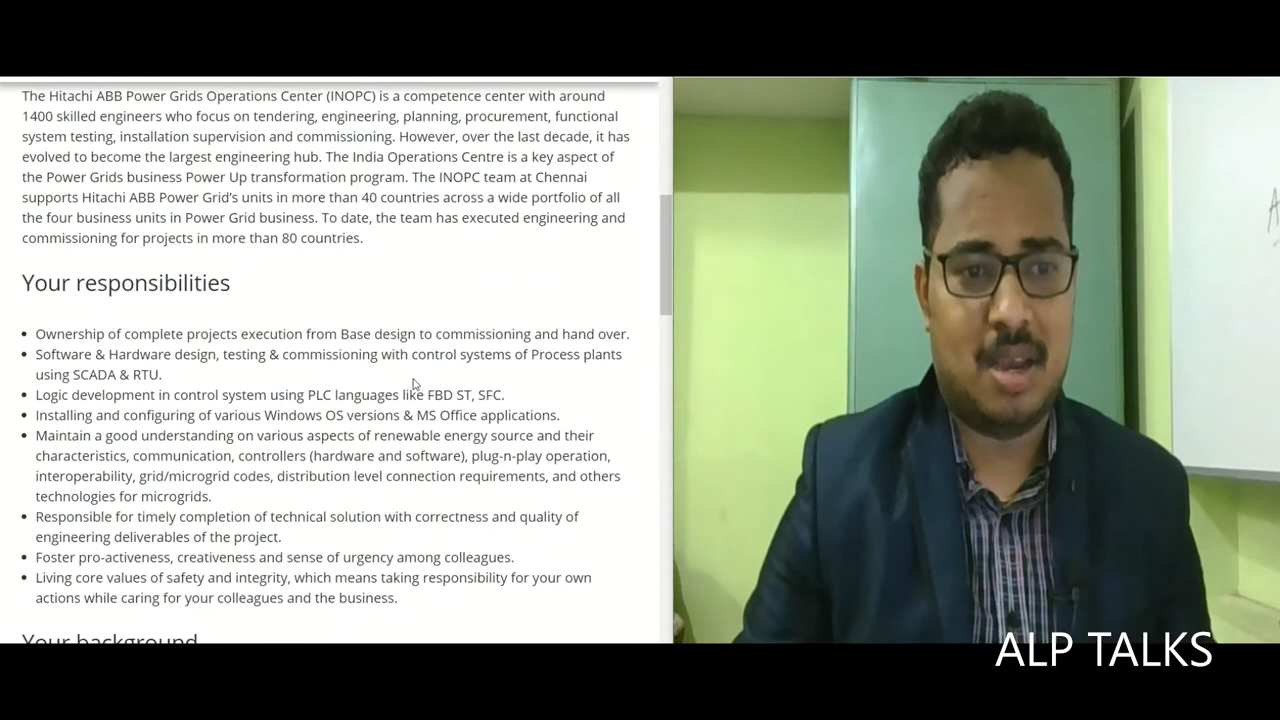 The Hitachi ABB Power Grids Operations Center (INOPC) is a competence center with around
1400 skilled engineers who focus on tendering, engineering, planning, procurement, functional
system testing, installation supervision and commissioning. However, over the last decade, it has
evolved to become the largest engineering hub. The India Operations Centre is a key aspect of
the Power Grids business Power Up transformation program. The INOPC team at Chennai
supports Hitachi ABB Power Grid's units in more than 40 countries across a wide portfolio of all
the four business units in Power Grid business. To date, the team has executed engineering and
commissioning for projects in more than 80 countries.
Your responsibilities
• Ownership of complete projects execution from Base design to commissioning and hand over.
• Software & Hardware design, testing & commissioning with control systems of Process plants
using SCADA & RTU.
• Logic development in control system using PLC languages like FBD ST, SFC.
• Installing and configuring of various Windows OS versions & MS Office applications.
• Maintain a good understanding on various aspects of renewable energy source and their
characteristics, communication, controllers (hardware and software), plug-n-play operation,
interoperability, grid/microgrid codes, distribution level connection requirements, and others
technologies for microgrids.
• Responsible for timely completion of technical solution with correctness and quality of
engineering deliverables of the project.
• Foster pro-activeness, creativeness and sense of urgency among colleagues.
• Living core values of safety and integrity, which means taking responsibility for your own
actions while caring for your colleagues and the business.
Your background
ALP TALKS